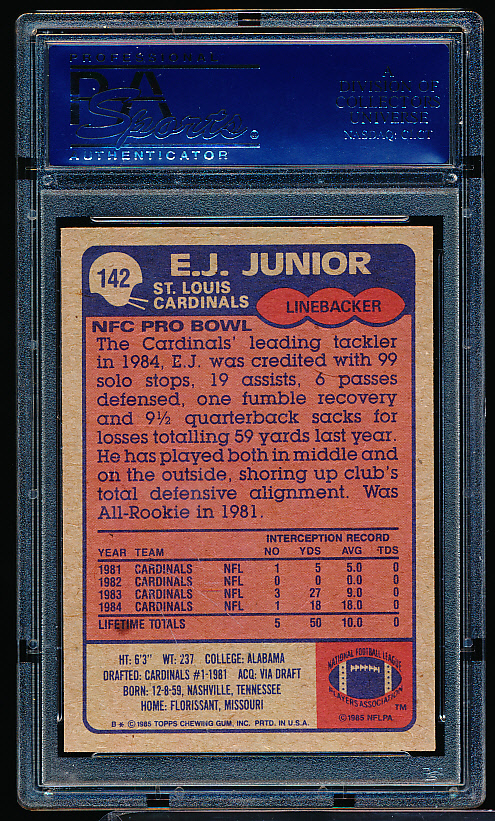 PROFESSIONAL
PSA
Sports
AUTHENTICATOR
A
DIVISION OF
COLLECTORS
UNIVERSE
NASDAQ: CLCT
142
E.J. JUNIOR
ST. LOUIS
CARDINALS
LINEBACKER
NFC PRO BOWL
The Cardinals' leading tackler
in 1984, E.J. was credited with 99
solo stops, 19 assists, 6 passes
defensed, one fumble recovery
and 9½ quarterback sacks for
losses totalling 59 yards last year.
He has played both in middle and
on the outside, shoring up club's
total defensive alignment. Was
All-Rookie in 1981.
INTERCEPTION RECORD
YEAR TEAM NO YDS AVG TDS
1981 CARDINALS NFL 1 5 5.0 0
1982 CARDINALS NFL 0 0 0 0
1983 CARDINALS NFL 3 27 9.0 0
1984 CARDINALS NFL 1 18 18.0 0
LIFETIME TOTALS 5 50 10.0 0
HT: 6'3" WT: 237 COLLEGE: ALABAMA
DRAFTED: CARDINALS #1-1981 ACQ: VIA DRAFT
BORN: 12-8-59, NASHVILLE, TENNESSEE
HOME: FLORISSANT, MISSOURI
B * © 1985 TOPPS CHEWING GUM, INC. PRTD. IN U.S.A.
NATIONAL FOOTBALL LEAGUE
PLAYERS ASSOCIATION
TM
© 1985 NFLPA